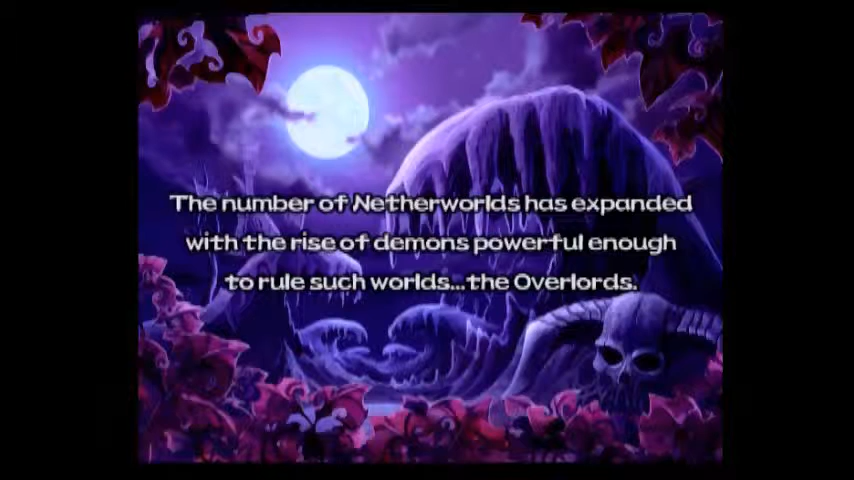 The number of Netherworlds has expanded
with the rise of demons powerful enough
to rule such worlds...the Overlords.